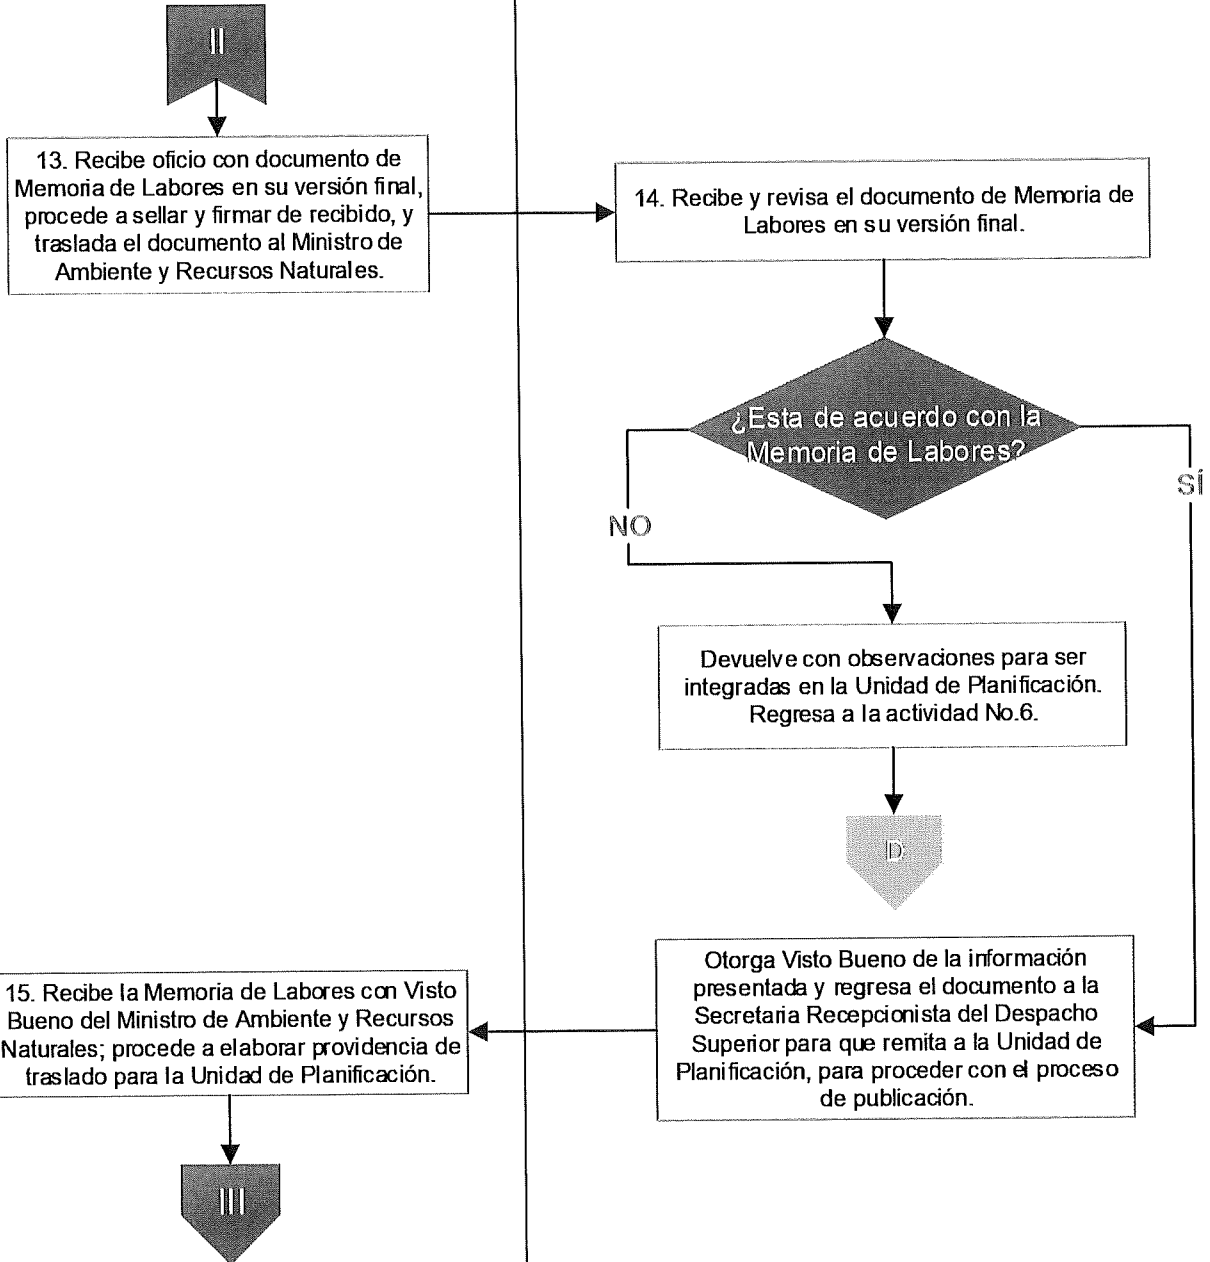 II
13. Recibe oficio con documento de
Memoria de Labores en su versión final,
procede a sellar y firmar de recibido, y
traslada el documento al Ministro de
Ambiente y Recursos Naturales.
14. Recibe y revisa el documento de Memoria de
Labores en su versión final.
¿Esta de acuerdo con la
Memoria de Labores?
SÍ
NO
Devuelve con observaciones para ser
integradas en la Unidad de Planificación.
Regresa a la actividad No.6.
D
Otorga Visto Bueno de la información
presentada y regresa el documento a la
Secretaria Recepcionista del Despacho
Superior para que remita a la Unidad de
Planificación, para proceder con el proceso
de publicación.
15. Recibe la Memoria de Labores con Visto
Bueno del Ministro de Ambiente y Recursos
Naturales; procede a elaborar providencia de
traslado para la Unidad de Planificación.
III